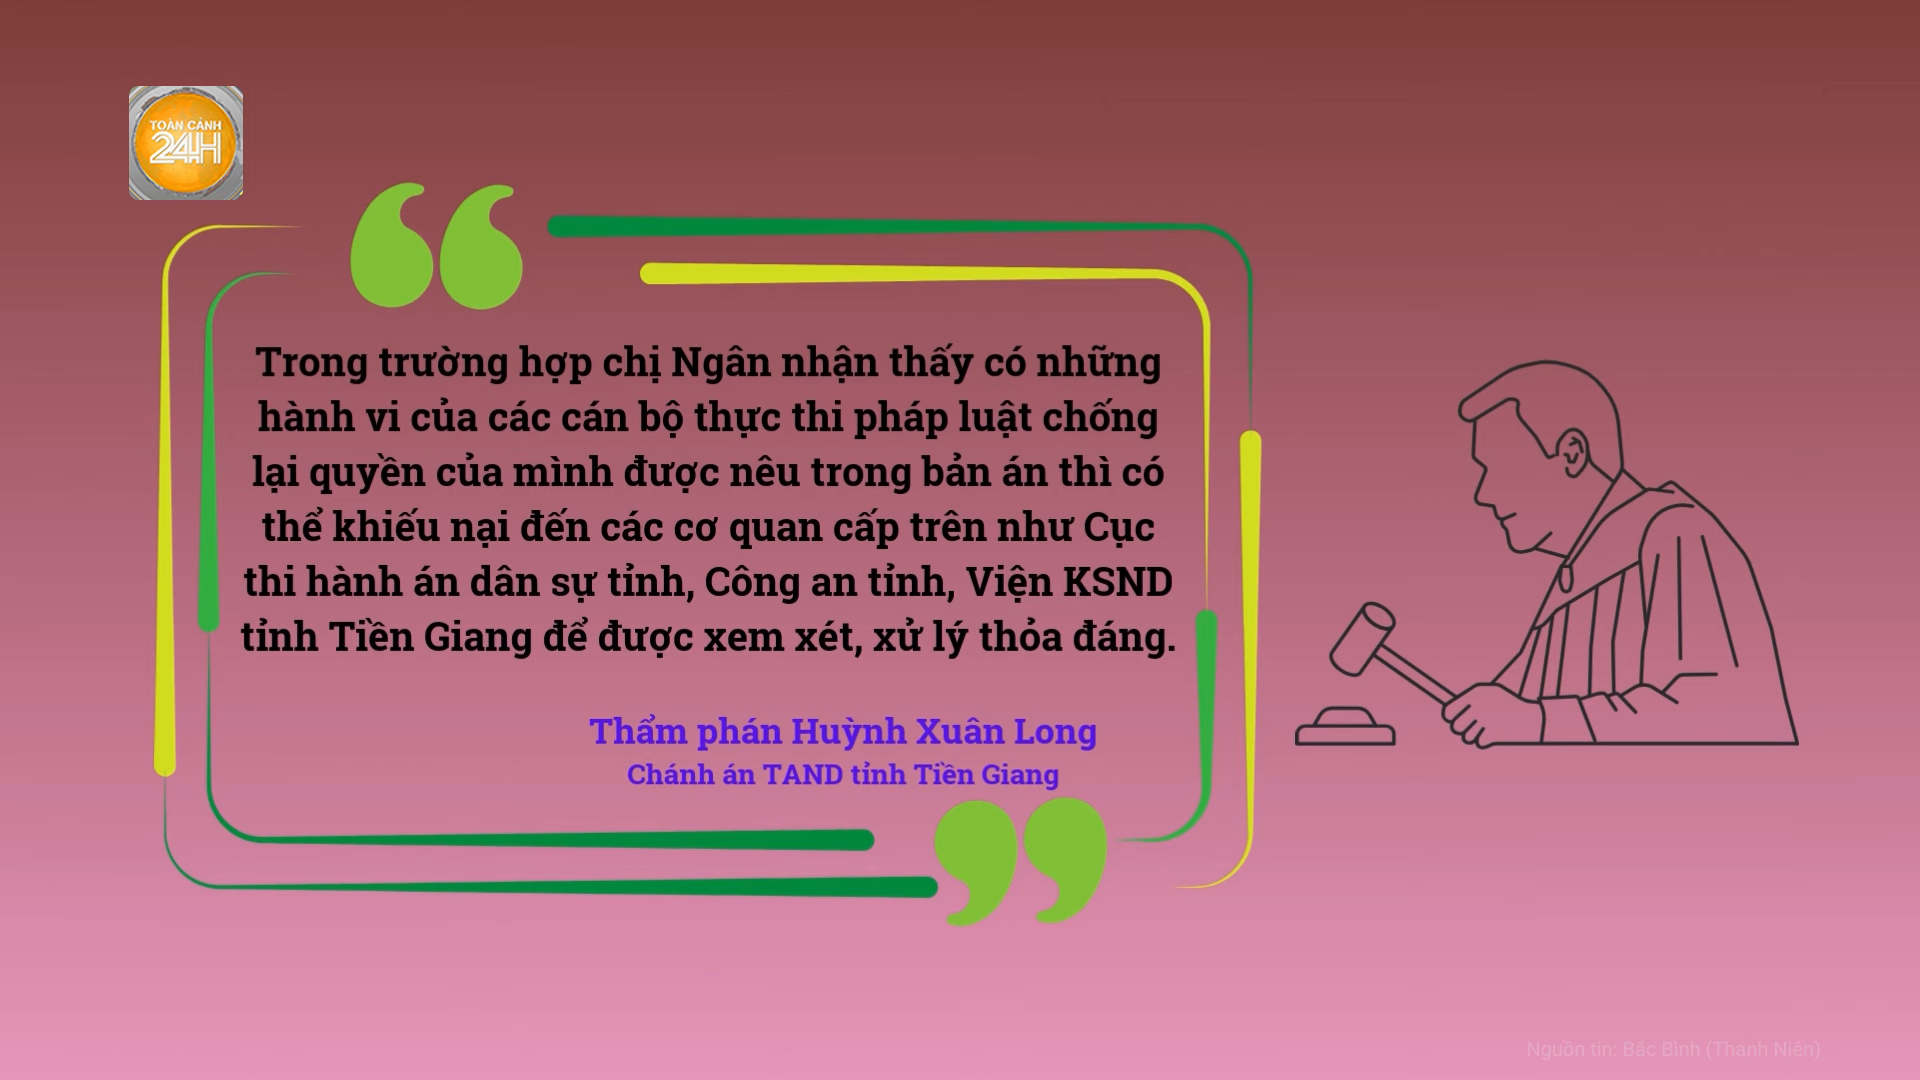 TOÀN CẢNH
24H
Trong trường hợp chị Ngân nhận thấy có những
hành vi của các cán bộ thực thi pháp luật chống
lại quyền của mình được nêu trong bản án thì có
thể khiếu nại đến các cơ quan cấp trên như Cục
thi hành án dân sự tỉnh, Công an tỉnh, Viện KSND
tỉnh Tiền Giang để được xem xét, xử lý thỏa đáng.
Thẩm phán Huỳnh Xuân Long
Chánh án TAND tỉnh Tiền Giang
Nguồn tin: Bắc Bình (Thanh Niên)